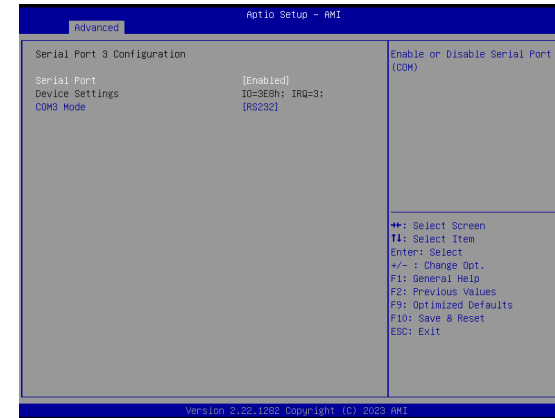 Aptio Setup - AMI
Advanced
Serial Port 3 Configuration
Serial Port [Enabled]
Device Settings IO=3E8h; IRQ=3;
COM3 Mode [RS232]
Enable or Disable Serial Port
(COM)
→←: Select Screen
↑↓: Select Item
Enter: Select
+/- : Change Opt.
F1: General Help
F2: Previous Values
F9: Optimized Defaults
F10: Save & Reset
ESC: Exit
Version 2.22.1282 Copyright (C) 2023 AMI